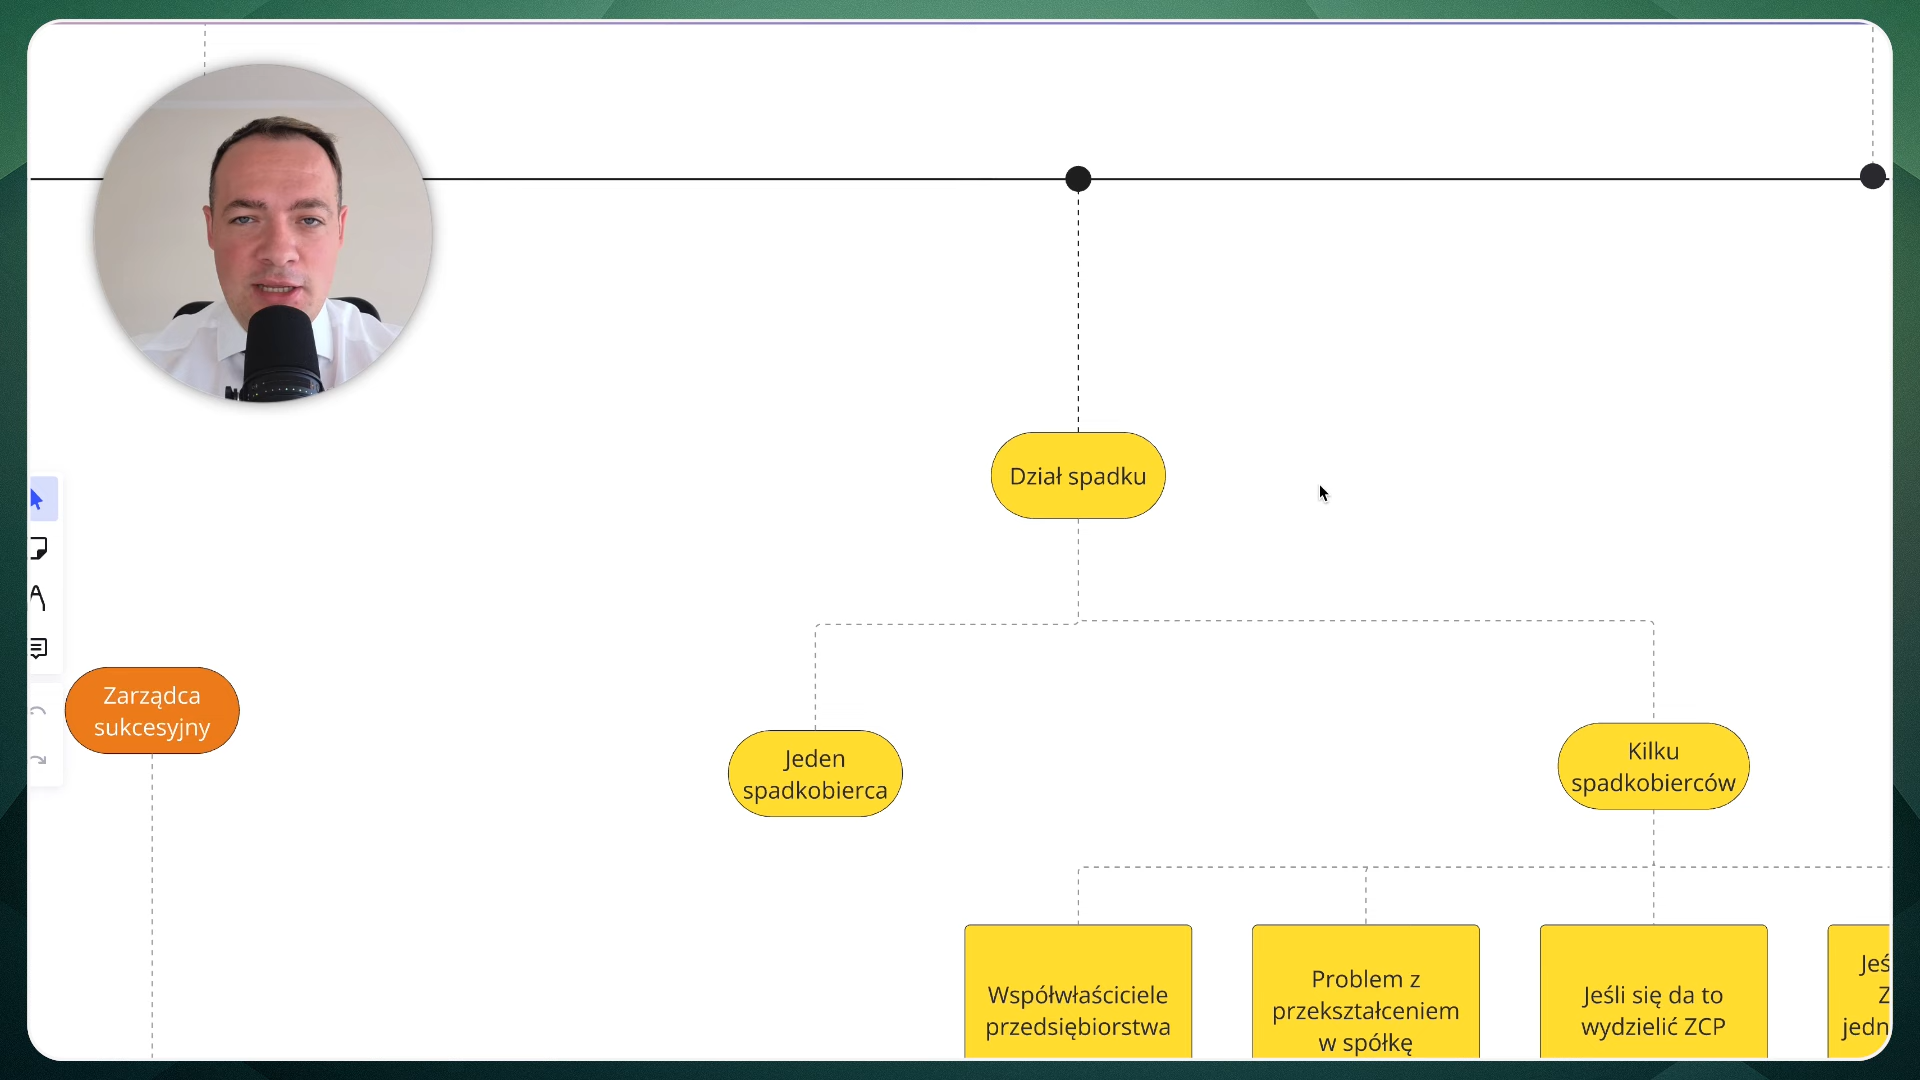 Dział spadku
Zarządca
sukcesyjny
Jeden
spadkobierca
Kilku
spadkobierców
Współwłaściciele
przedsiębiorstwa
Problem z
przekształceniem
w spółkę
Jeśli się da to
wydzielić ZCP